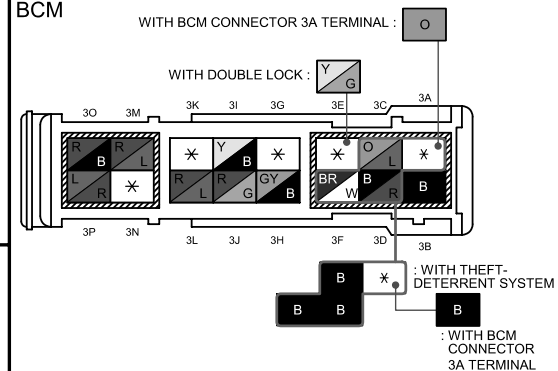 BCM
WITH BCM CONNECTOR 3A TERMINAL : O
WITH DOUBLE LOCK : Y G
3O 3M 3K 3I 3G 3E 3C 3A
R B R L * Y B * * O L *
L R * R L R G GY B BR W B R B
3P 3N 3L 3J 3H 3F 3D 3B
B * : WITH THEFT-
DETERRENT SYSTEM
B B B
: WITH BCM
CONNECTOR
3A TERMINAL